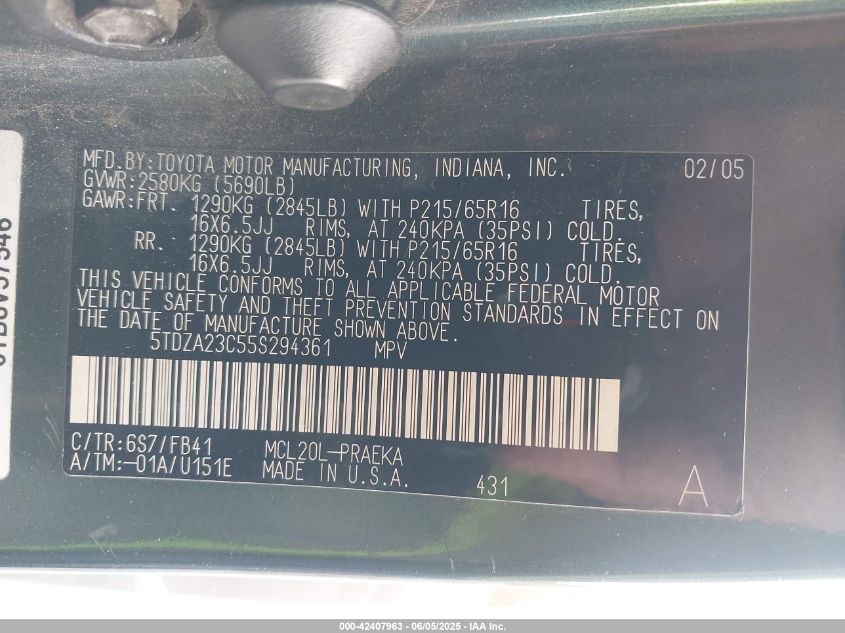 MFD.BY:TOYOTA MOTOR MANUFACTURING, INDIANA, INC. 02/05
GVWR:2580KG (5690LB)
GAWR:FRT. 1290KG (2845LB) WITH P215/65R16 TIRES,
16X6.5JJ RIMS, AT 240KPA (35PSI) COLD.
RR. 1290KG (2845LB) WITH P215/65R16 TIRES,
16X6.5JJ RIMS, AT 240KPA (35PSI) COLD.
THIS VEHICLE CONFORMS TO ALL APPLICABLE FEDERAL MOTOR
VEHICLE SAFETY AND THEFT PREVENTION STANDARDS IN EFFECT ON
THE DATE OF MANUFACTURE SHOWN ABOVE.
5TDZA23C55S294361 MPV
C/TR:6S7/FB41 MCL20L-PRAEKA
A/TM:-01A/U151E MADE IN U.S.A. 431 A
000-42407963 - 06/05/2025 - IAA Inc.